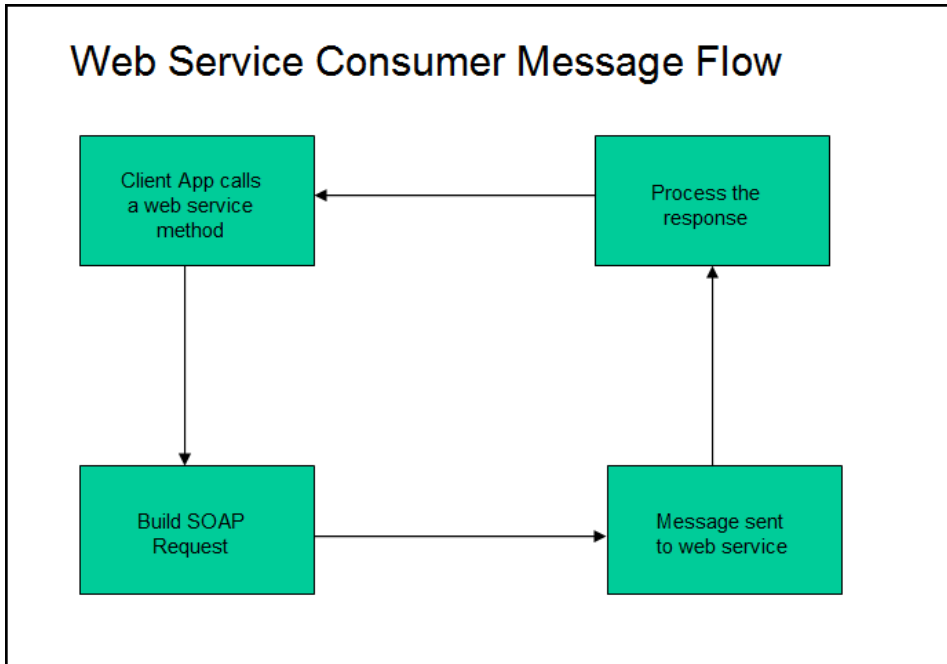 Web Service Consumer Message Flow
Client App calls
a web service
method
Process the
response
Build SOAP
Request
Message sent
to web service